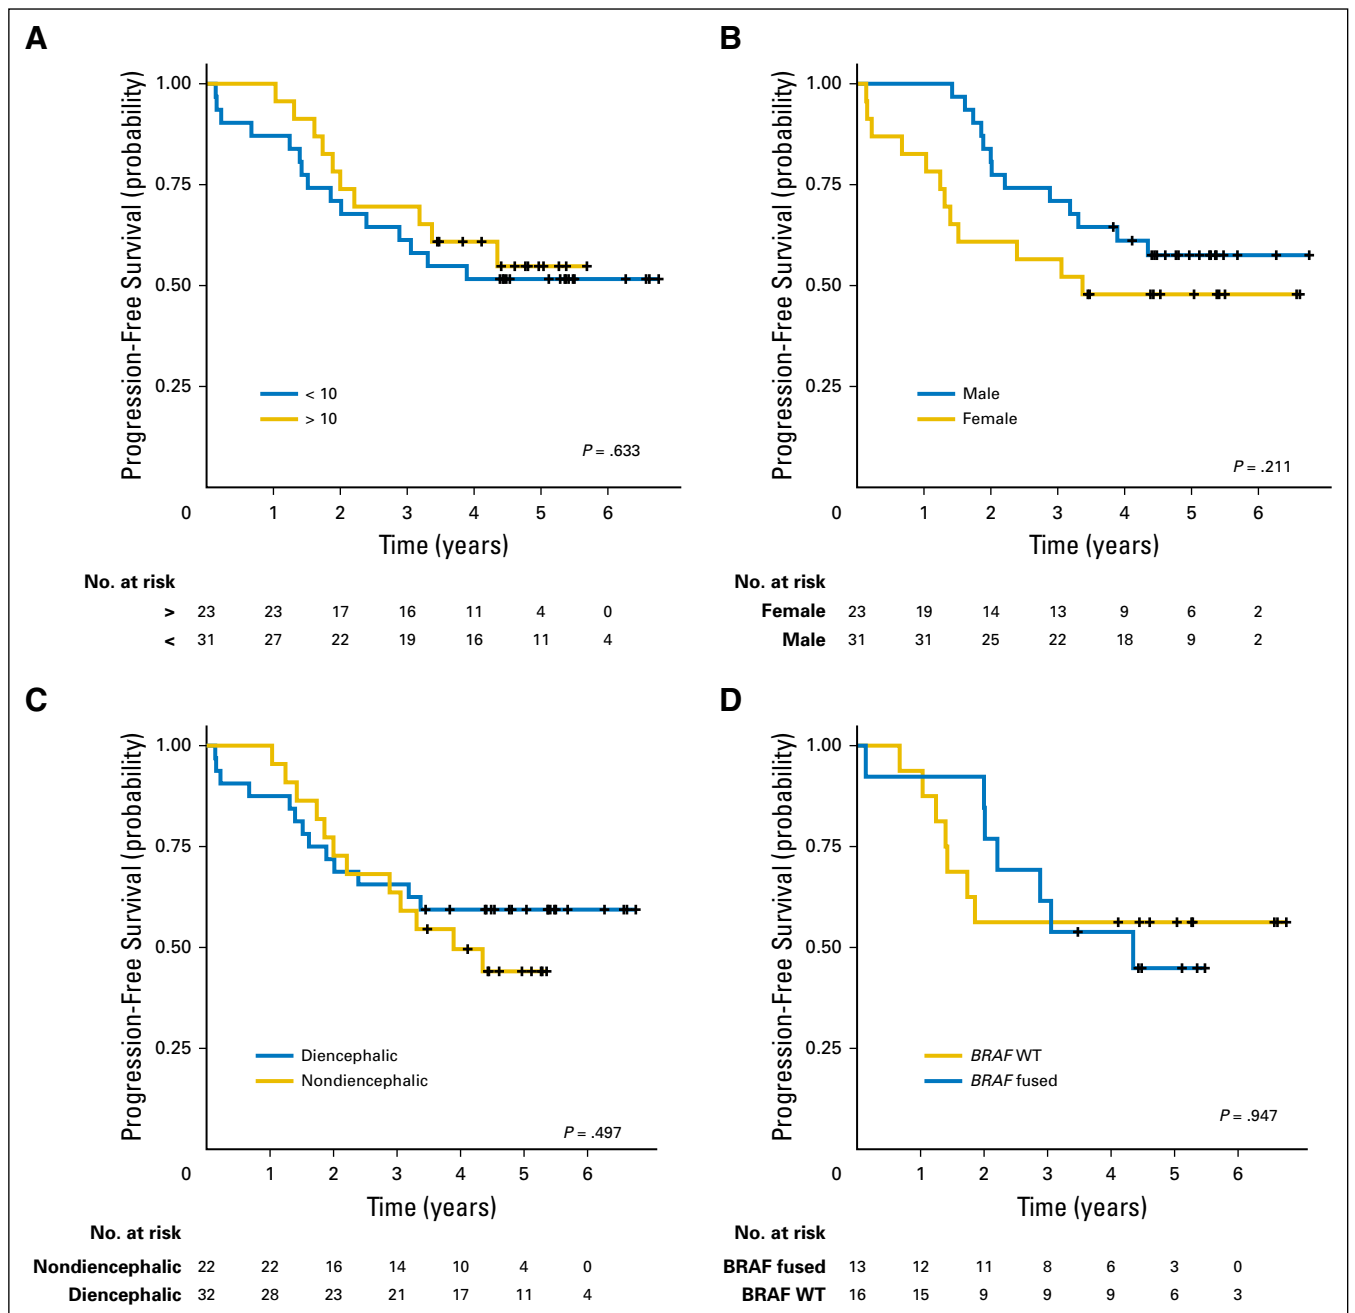 A
Progression-Free Survival (probability)
1.00
0.75
0.50
0.25
< 10
> 10
P = .633
0 1 2 3 4 5 6
Time (years)
No. at risk
> 23 23 17 16 11 4 0
< 31 27 22 19 16 11 4
B
Progression-Free Survival (probability)
1.00
0.75
0.50
0.25
Male
Female
P = .211
0 1 2 3 4 5 6
Time (years)
No. at risk
Female 23 19 14 13 9 6 2
Male 31 31 25 22 18 9 2
C
Progression-Free Survival (probability)
1.00
0.75
0.50
0.25
Diencephalic
Nondiencephalic
P = .497
0 1 2 3 4 5 6
Time (years)
No. at risk
Nondiencephalic 22 22 16 14 10 4 0
Diencephalic 32 28 23 21 17 11 4
D
Progression-Free Survival (probability)
1.00
0.75
0.50
0.25
BRAF WT
BRAF fused
P = .947
0 1 2 3 4 5 6
Time (years)
No. at risk
BRAF fused 13 12 11 8 6 3 0
BRAF WT 16 15 9 9 9 6 3